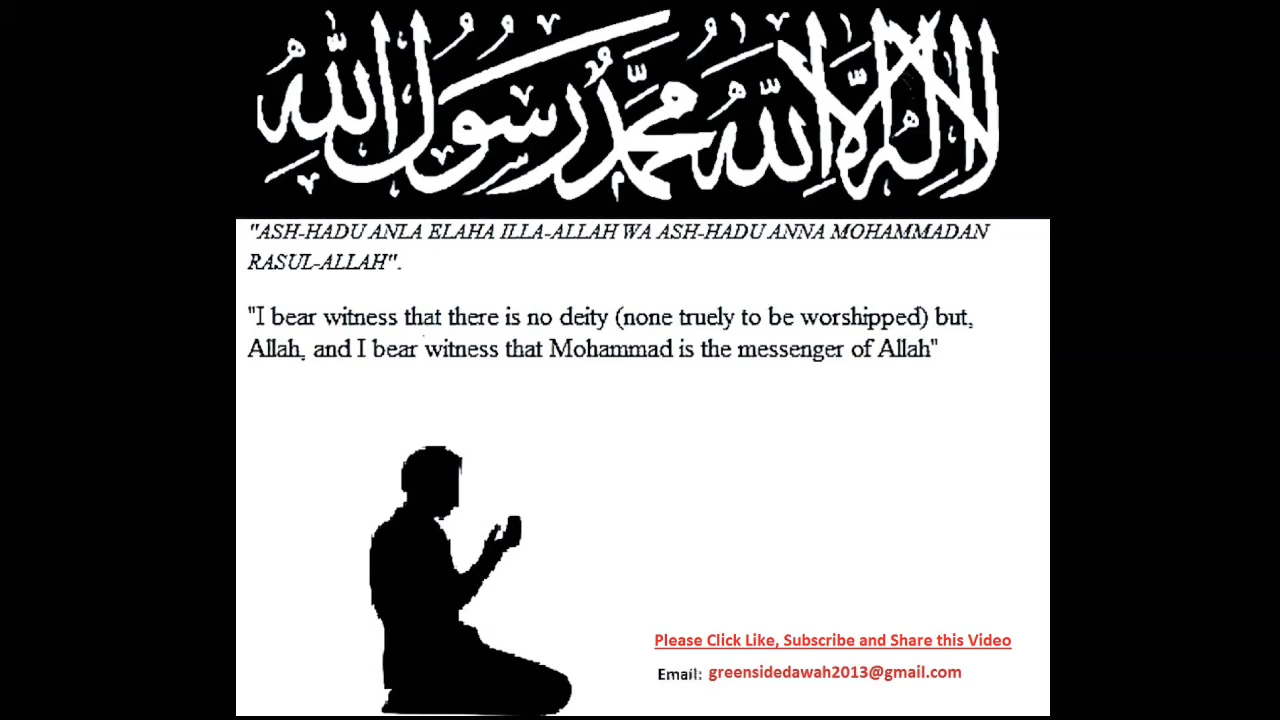 لا إله إلا الله محمد رسول الله
"ASH-HADU ANLA ELAHA ILLA-ALLAH WA ASH-HADU ANNA MOHAMMADAN
RASUL-ALLAH".
"I bear witness that there is no deity (none truely to be worshipped) but,
Allah, and I bear witness that Mohammad is the messenger of Allah"
Please Click Like, Subscribe and Share this Video
Email: greensidedawah2013@gmail.com